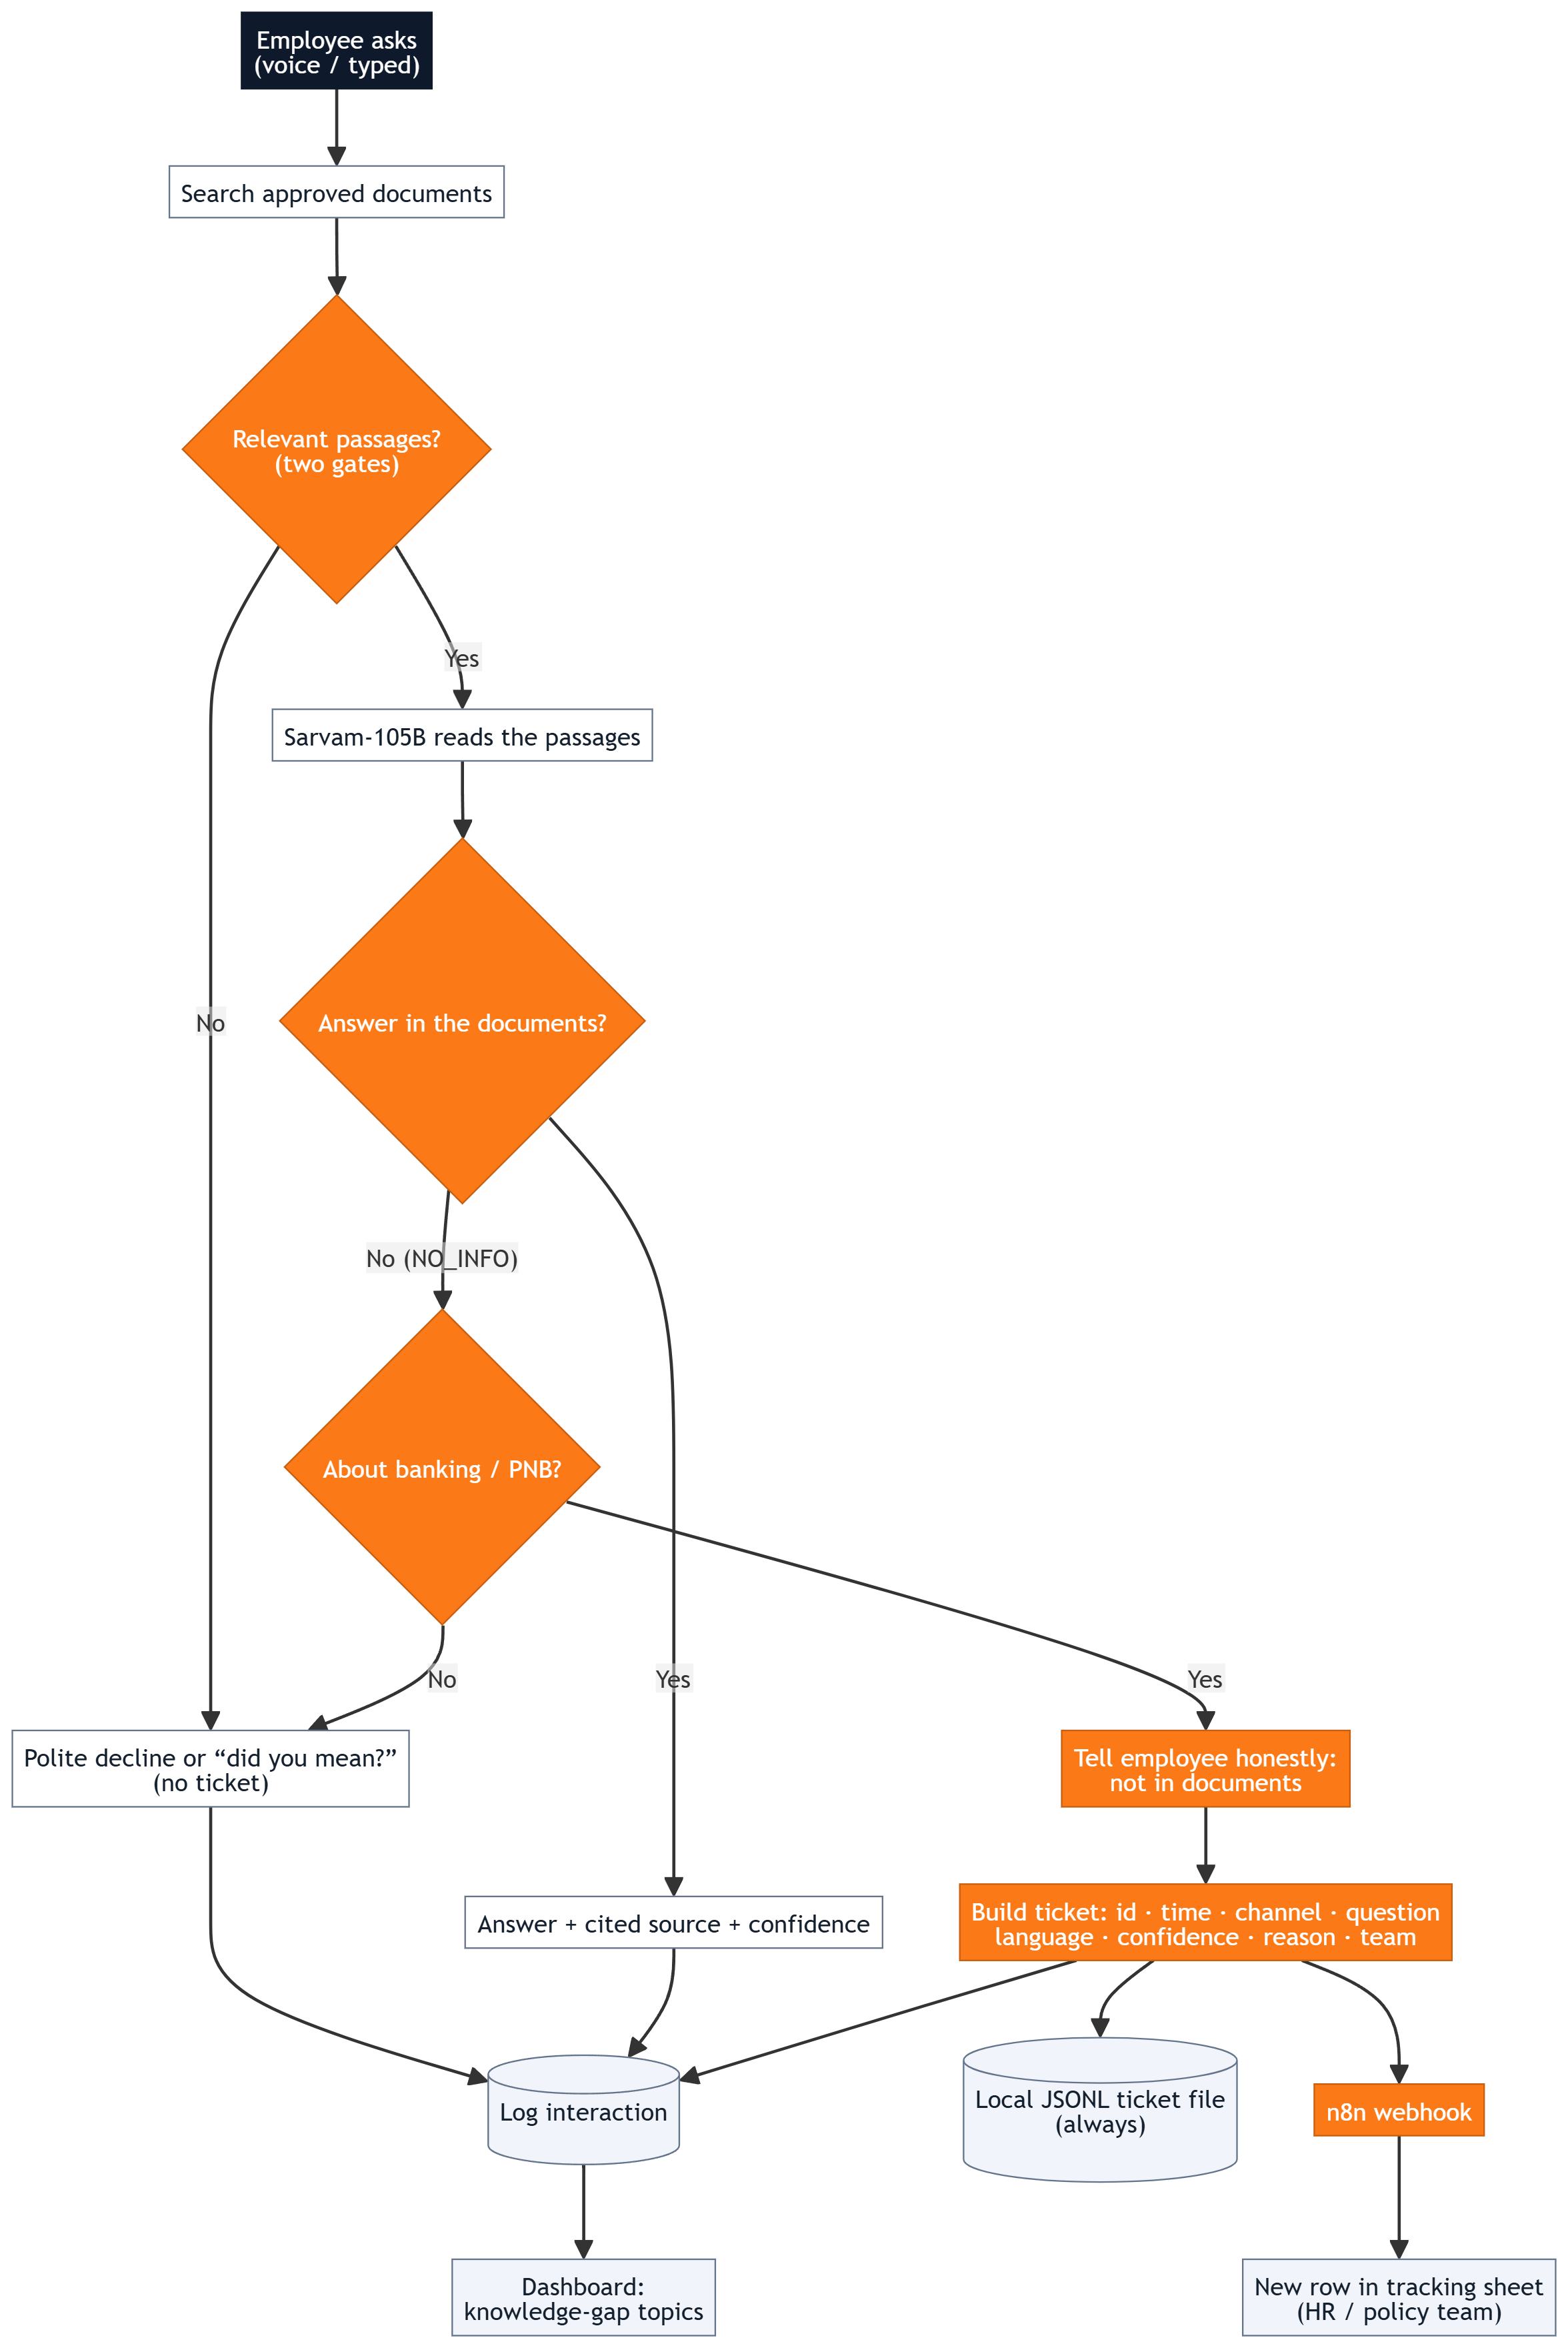 Employee asks
(voice / typed)
Search approved documents
Relevant passages?
(two gates)
Yes
Sarvam-105B reads the passages
No
Answer in the documents?
No (NO_INFO)
About banking / PNB?
No
Yes
Yes
Polite decline or “did you mean?”
(no ticket)
Tell employee honestly:
not in documents
Answer + cited source + confidence
Build ticket: id · time · channel · question
language · confidence · reason · team
Log interaction
Local JSONL ticket file
(always)
n8n webhook
Dashboard:
knowledge-gap topics
New row in tracking sheet
(HR / policy team)